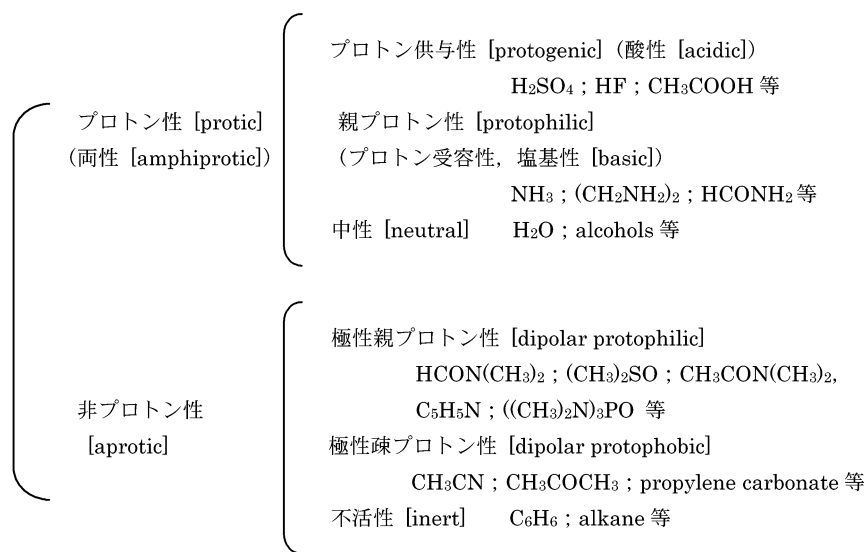 プロトン供与性 [protogenic]（酸性 [acidic]）
H₂SO₄；HF；CH₃COOH 等
プロトン性 [protic]
（両性 [amphiprotic]）
親プロトン性 [protophilic]
（プロトン受容性，塩基性 [basic]）
NH₃；(CH₂NH₂)₂；HCONH₂ 等
中性 [neutral] H₂O；alcohols 等
極性親プロトン性 [dipolar protophilic]
HCON(CH₃)₂；(CH₃)₂SO；CH₃CON(CH₃)₂,
C₅H₅N；((CH₃)₂N)₃PO 等
非プロトン性
[aprotic]
極性疎プロトン性 [dipolar protophobic]
CH₃CN；CH₃COCH₃；propylene carbonate 等
不活性 [inert] C₆H₆；alkane 等